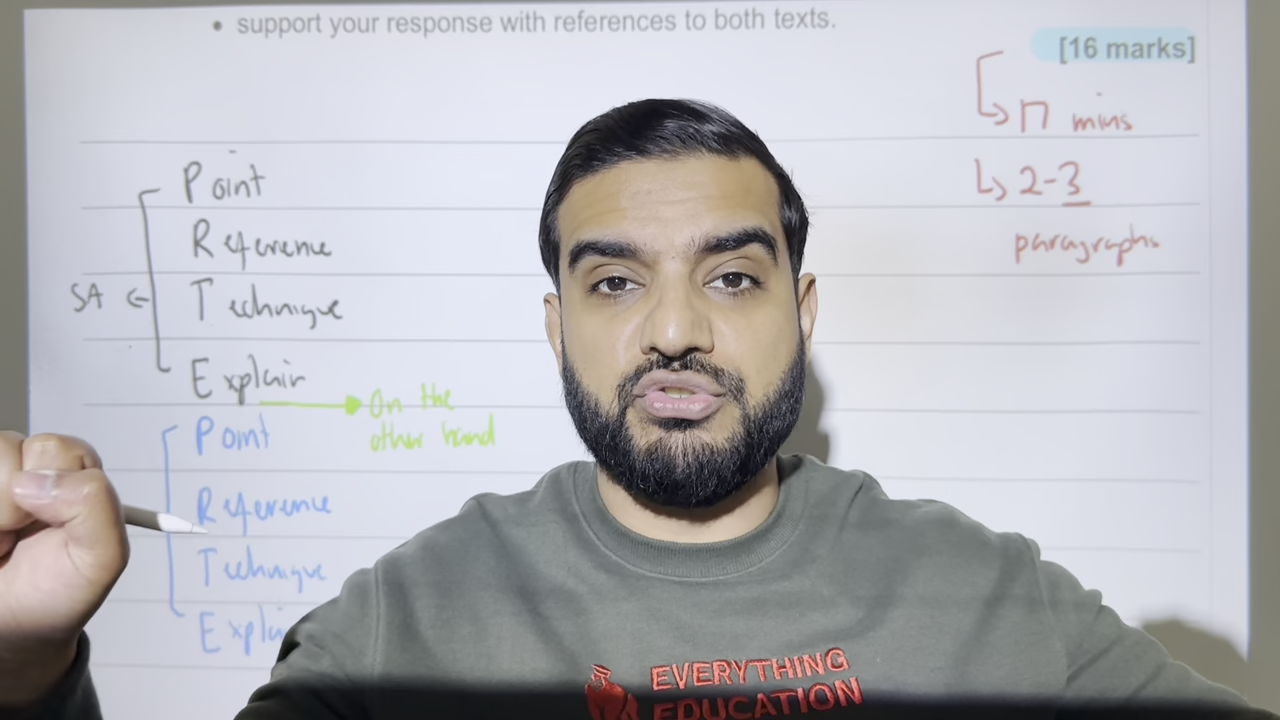 • support your response with references to both texts.
[16 marks]
17 mins
2-3
paragraphs
Point
Reference
SA
Technique
Explain
On the
other hand
Point
Reference
Technique
EVERYTHING
EDUCATION